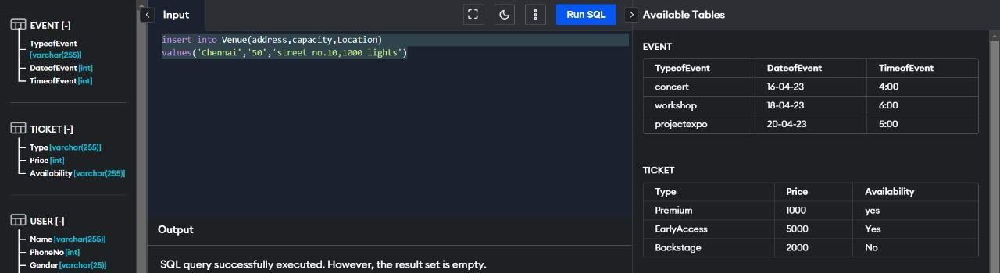 EVENT [-]
TypeofEvent
[varchar(255)]
DateofEvent [int]
TimeofEvent [int]
TICKET [-]
Type [varchar(255)]
Price [int]
Availability [varchar(255)]
USER [-]
Name [varchar(255)]
PhoneNo [int]
Gender [varchar(25)]
Input
Run SQL
insert into Venue(address,capacity,Location)
values('Chennai','50','street no.10,1000 lights')
Output
SQL query successfully executed. However, the result set is empty.
Available Tables
EVENT
TypeofEvent DateofEvent TimeofEvent
concert 16-04-23 4:00
workshop 18-04-23 6:00
projectexpo 20-04-23 5:00
TICKET
Type Price Availability
Premium 1000 yes
EarlyAccess 5000 Yes
Backstage 2000 No